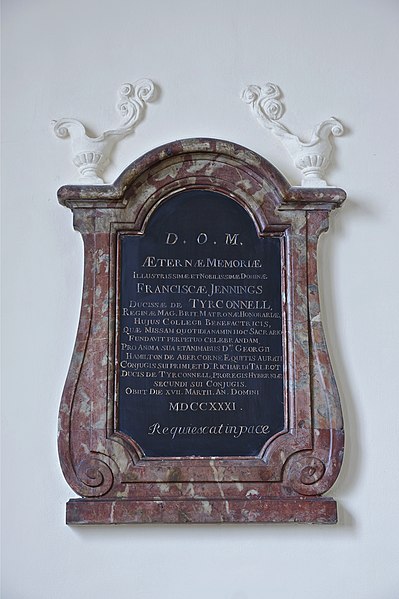 D. O. M.
ÆTERNÆ MEMORIÆ
ILLUSTRISSIMÆ ET NOBILISSIMÆ DOMINÆ
FRANCISCÆ JENNINGS
DUCISSÆ DE TYRCONNELL,
REGINÆ MAG. BRIT. MATRONÆ HONORARIÆ
HUJUS COLLEGII BENEFACTRICIS,
QUÆ MISSAM QUOTIDIANAM IN HOC SACRARIO
FUNDAVIT PERPETUO CELEBRANDAM,
PRO ANIMA SUA ET ANIMABUS DNI GEORGII
HAMILTON DE ABERCORNE EQUITIS AURATI
CONJUGIS SUI PRIMI ET D. RICHARDI TALBOT
DUCIS DE TYRCONNELL, PROREGIS HYBERNIÆ
SECUNDI SUI CONJUGIS.
OBIIT DIE XVII. MARTII. AN. DOMINI
MDCCXXXI.
Requiescat in pace